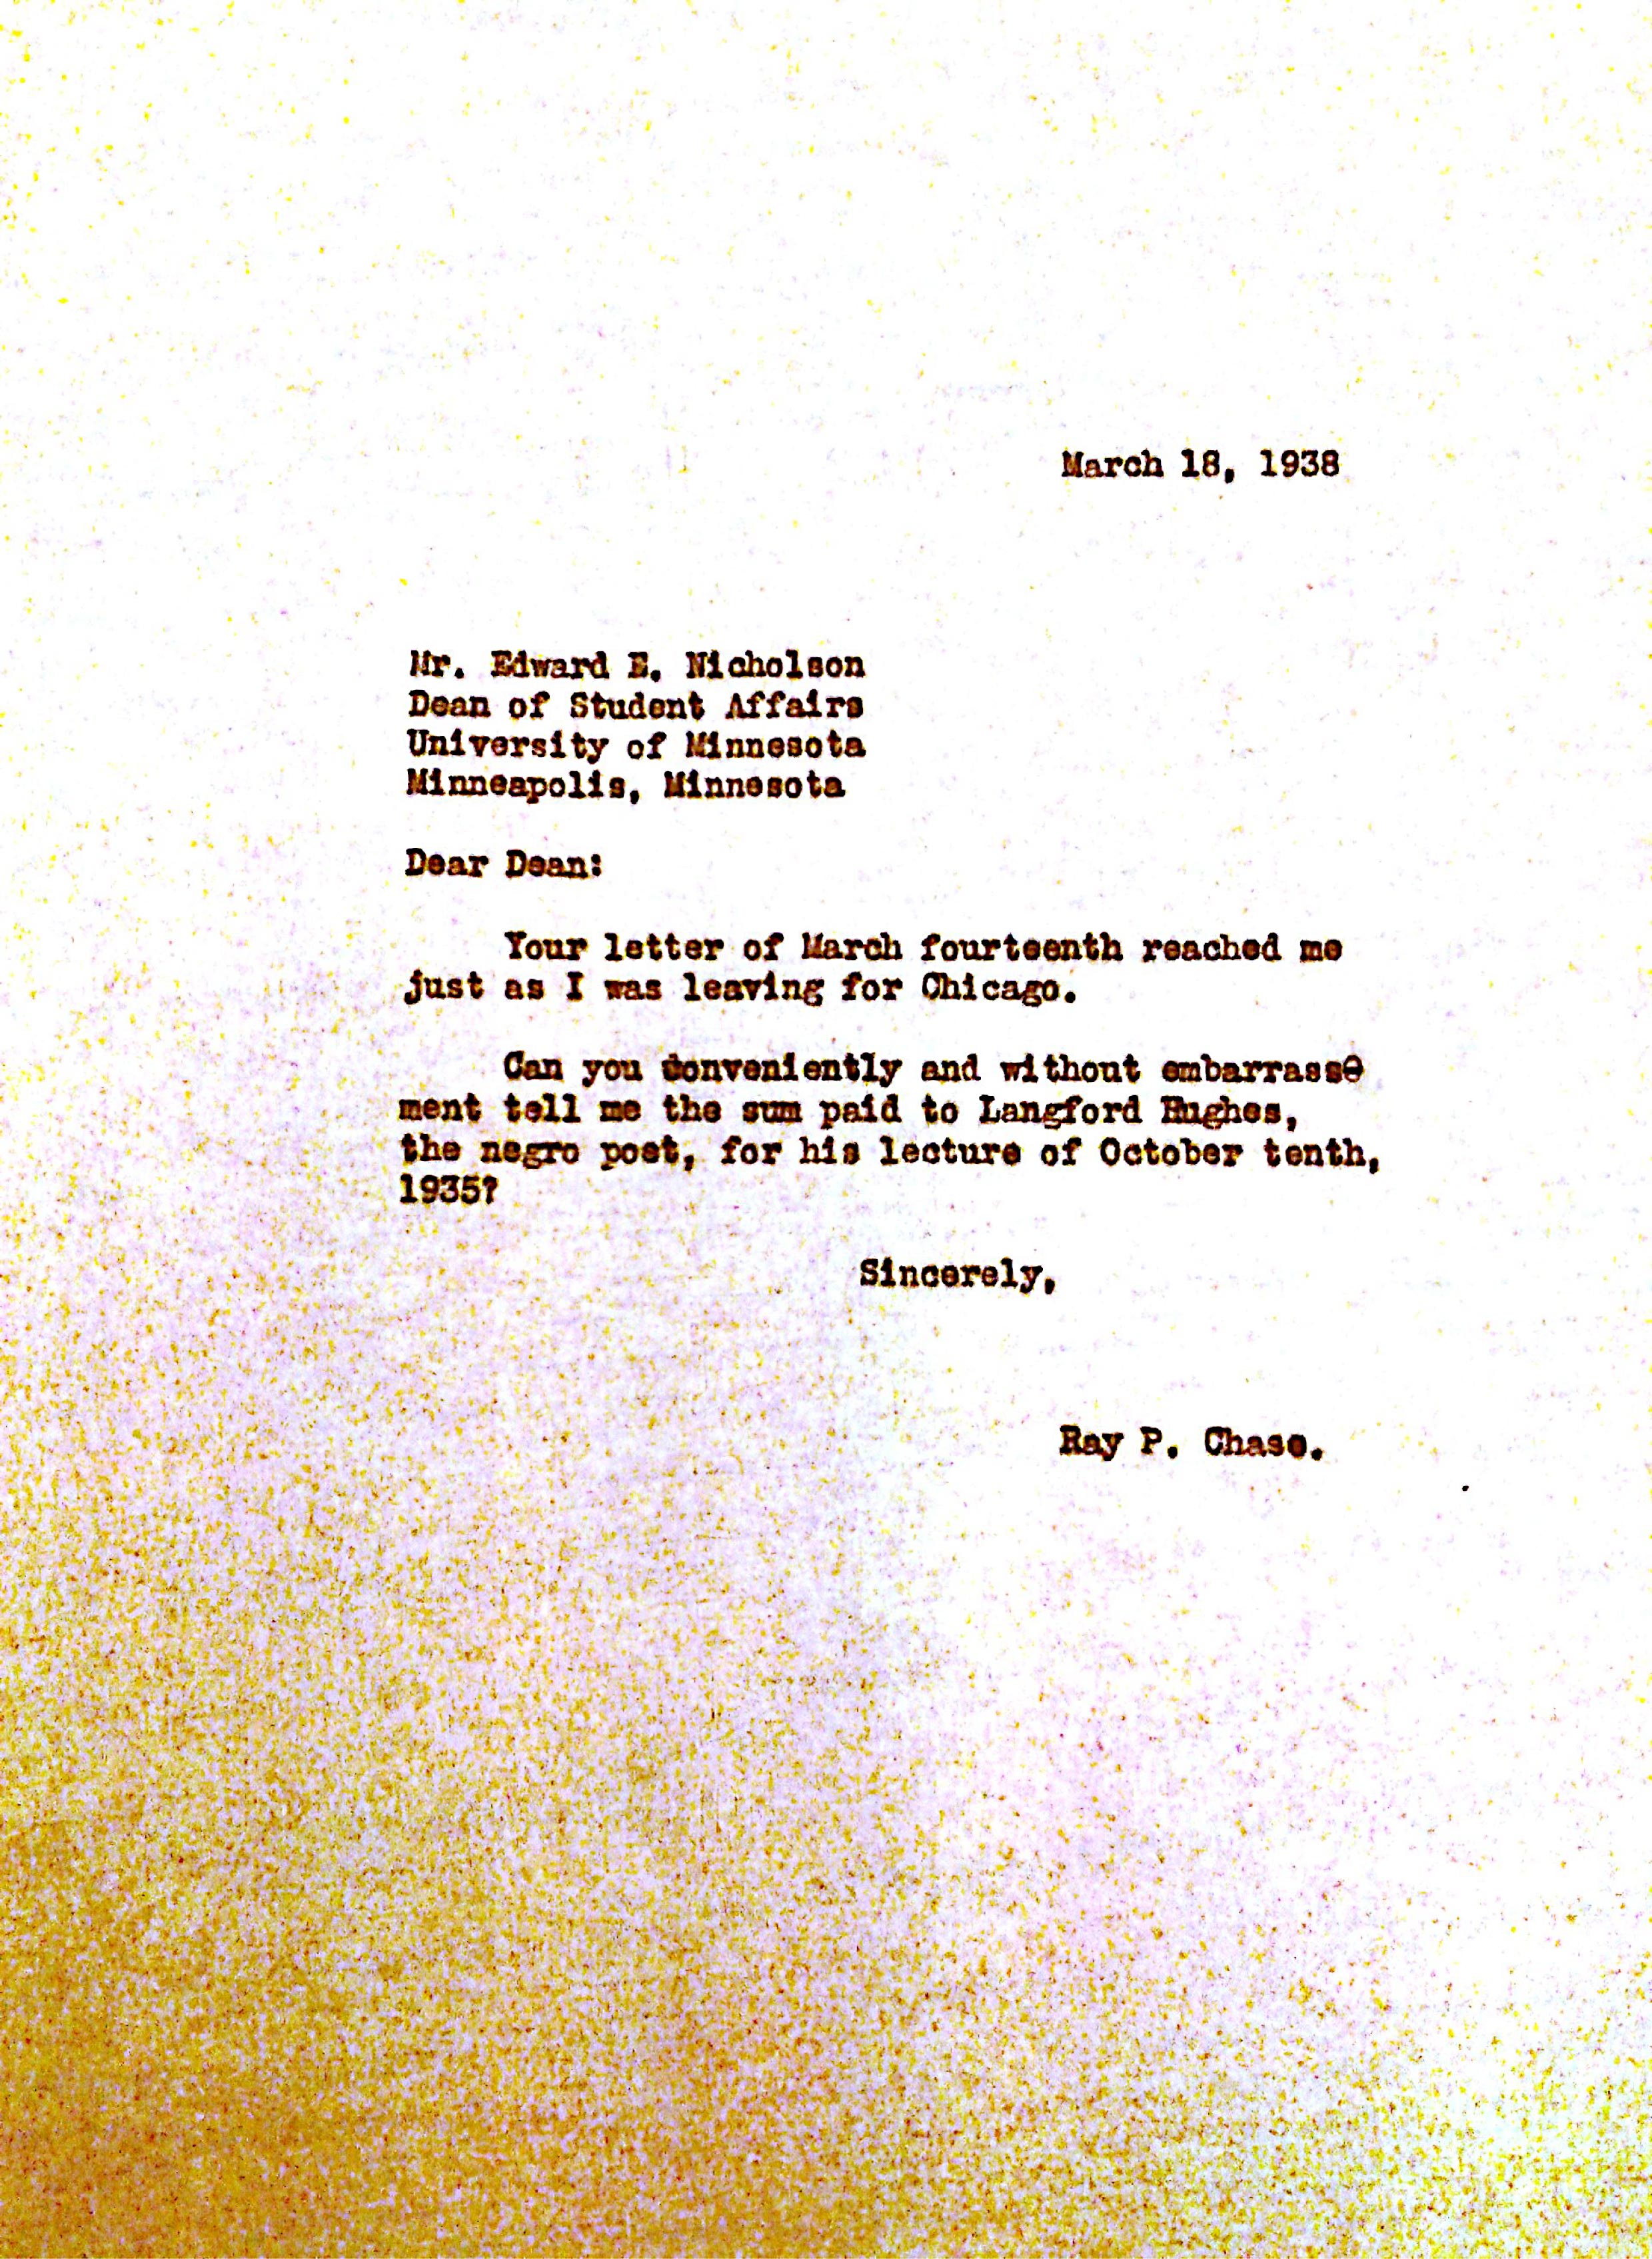 March 18, 1938
Mr. Edward E. Nicholson
Dean of Student Affairs
University of Minnesota
Minneapolis, Minnesota
Dear Dean:
Your letter of March fourteenth reached me
just as I was leaving for Chicago.
Can you conveniently and without embarrass-
ment tell me the sum paid to Langford Hughes,
the negro poet, for his lecture of October tenth,
1935?
Sincerely,
Ray P. Chase.